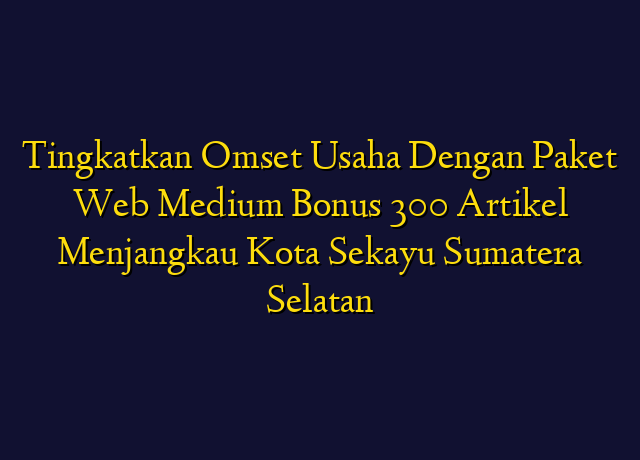 Tingkatkan Omset Usaha Dengan Paket
Web Medium Bonus 300 Artikel
Menjangkau Kota Sekayu Sumatera
Selatan